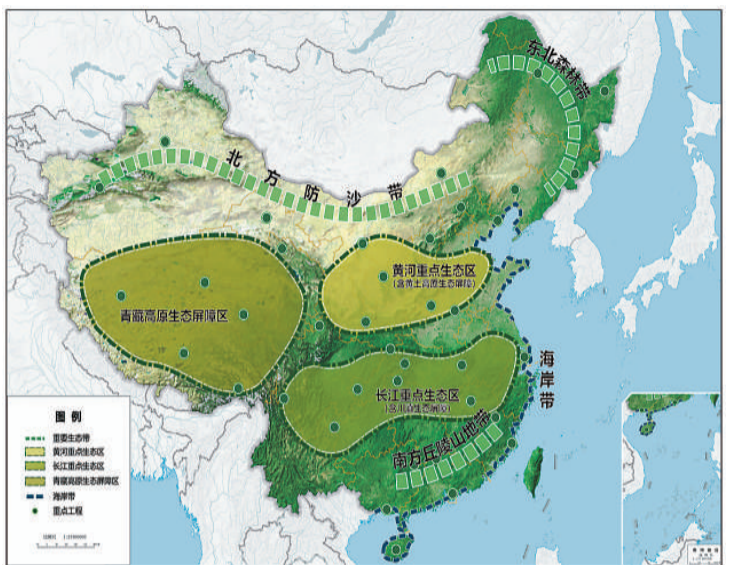 东北森林带
北方防沙带
黄河重点生态区
(含黄土高原生态屏障)
青藏高原生态屏障区
海岸带
长江重点生态区
(含川滇生态屏障)
南方丘陵山地带
图例
重要生态带
黄河重点生态区
长江重点生态区
青藏高原生态屏障区
海岸带
重点工程